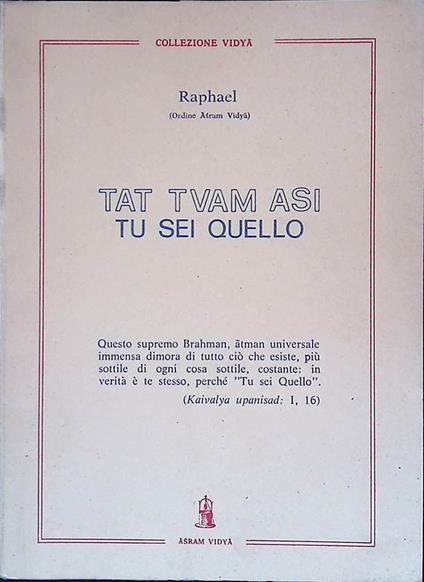 COLLEZIONE VIDYĀ
Raphael
(Ordine Āśram Vidyā)
TAT TVAM ASI
TU SEI QUELLO
Questo supremo Brahman, ātman universale
immensa dimora di tutto ciò che esiste, più
sottile di ogni cosa sottile, costante: in
verità è te stesso, perché "Tu sei Quello".
(Kaivalya upanisad: I, 16)
ĀŚRAM VIDYĀ